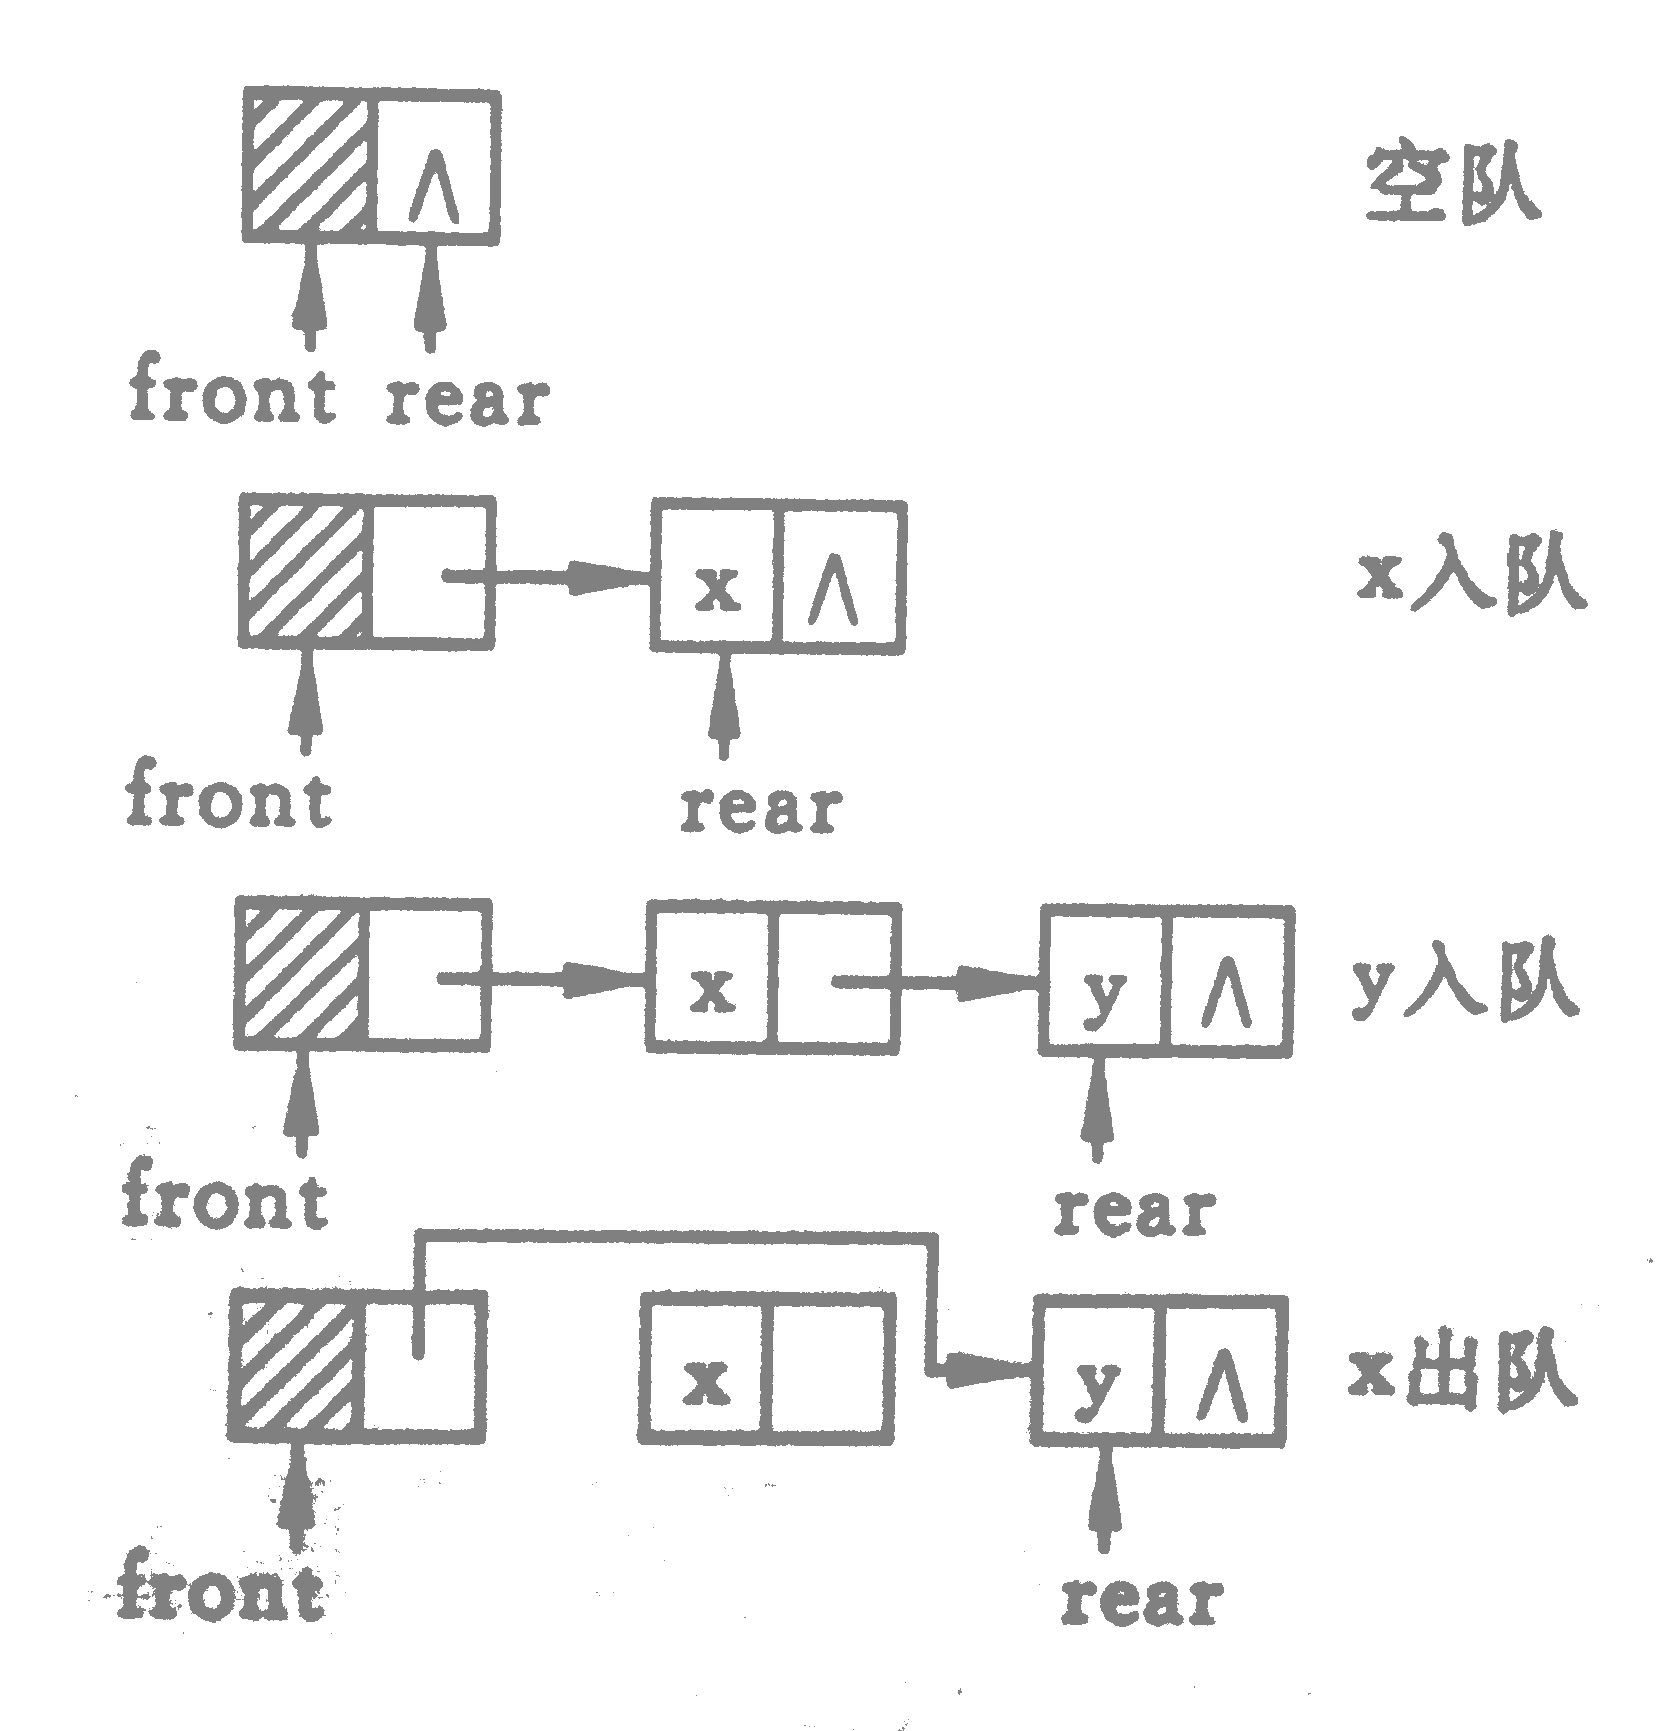 ∧ 空队
front rear
x ∧ x入队
front rear
x y ∧ y入队
front rear
x y ∧ x出队
front rear